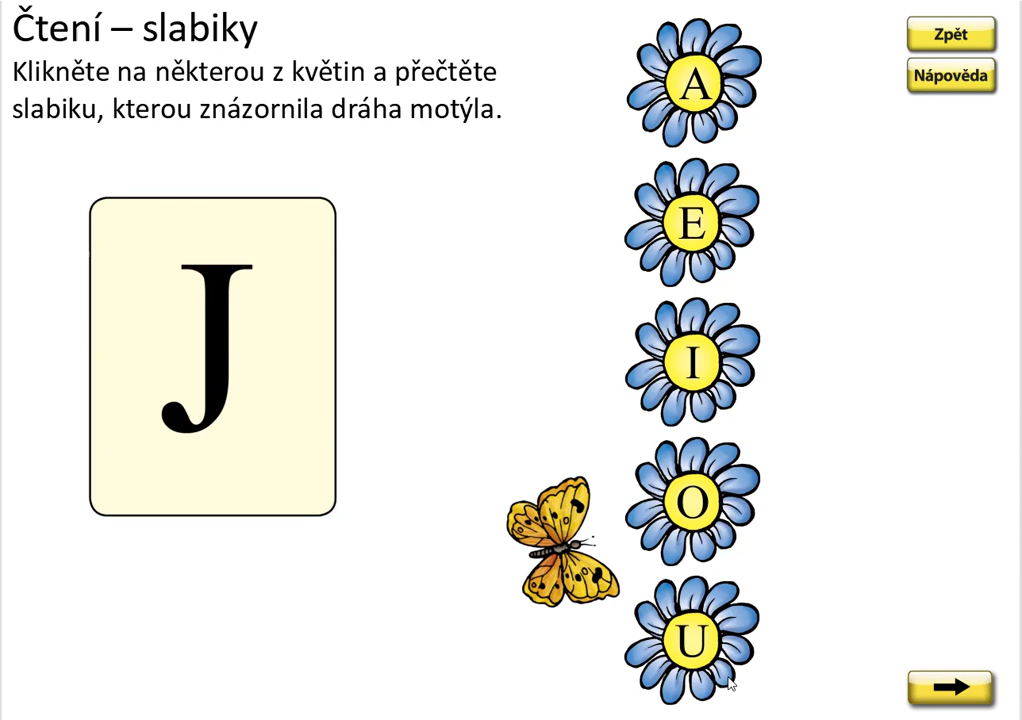 Čtení – slabiky
Klikněte na některou z květin a přečtěte
slabiku, kterou znázornila dráha motýla.
Zpět
Nápověda
J
A
E
I
O
U